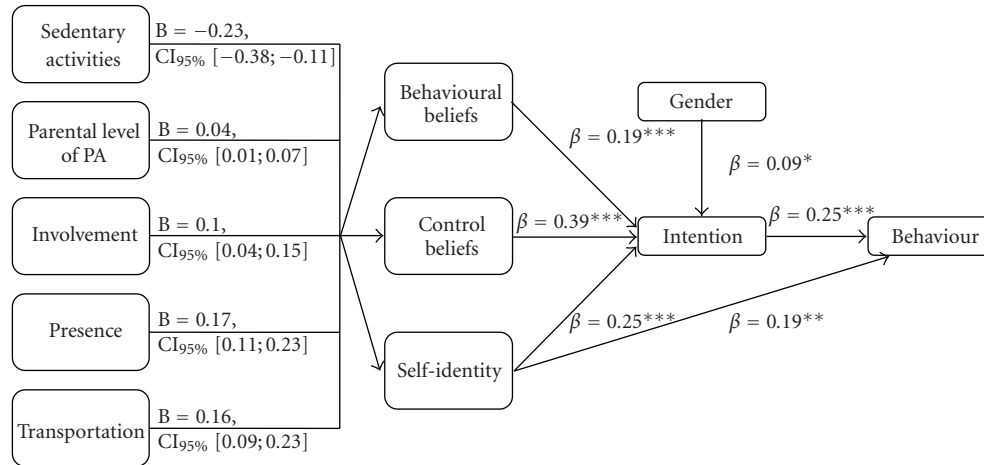 Sedentary
activities
B = −0.23,
CI95% [−0.38; −0.11]
Parental level
of PA
B = 0.04,
CI95% [0.01; 0.07]
Involvement
B = 0.1,
CI95% [0.04; 0.15]
Presence
B = 0.17,
CI95% [0.11; 0.23]
Transportation
B = 0.16,
CI95% [0.09; 0.23]
Behavioural
beliefs
Control
beliefs
Self-identity
β = 0.19***
β = 0.39***
β = 0.25***
Gender
β = 0.09*
Intention
β = 0.25***
β = 0.19**
Behaviour